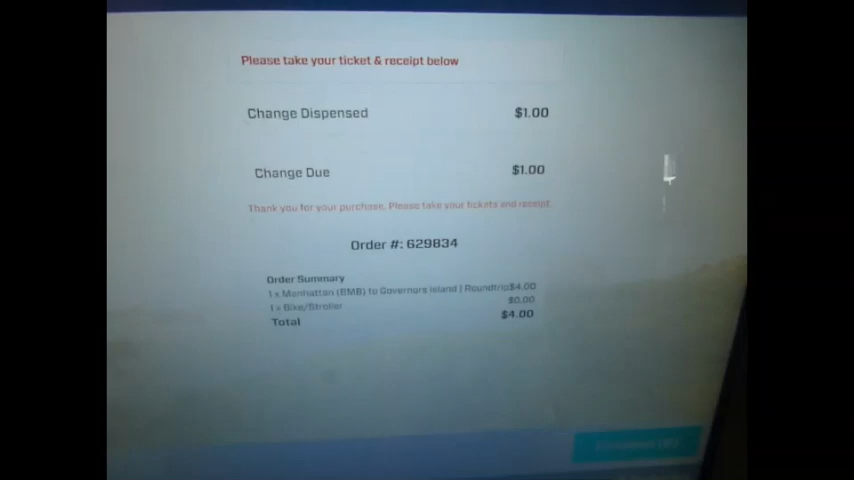 Please take your ticket & receipt below
Change Dispensed $1.00
Change Due $1.00
Thank you for your purchase. Please take your tickets and receipt.
Order #: 629834
Order Summary
1 x Manhattan (BMB) to Governors Island | Roundtrip $4.00
1 x Bike/Stroller $0.00
Total $4.00